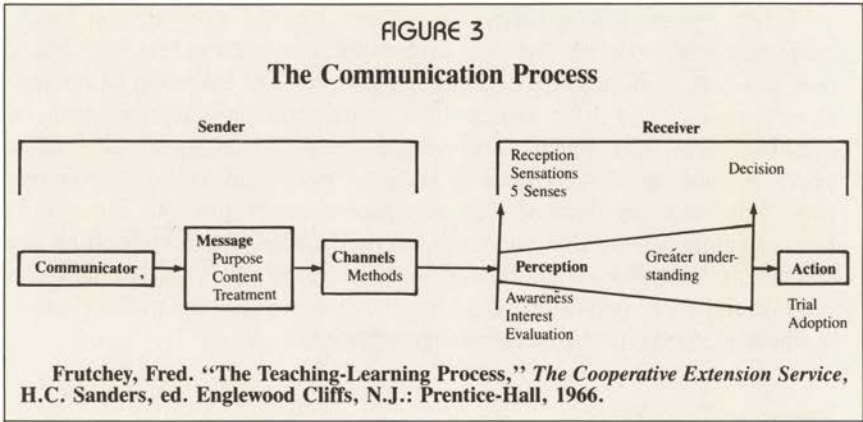 FIGURE 3
The Communication Process
Sender
Receiver
Reception
Sensations
5 Senses
Decision
Communicator,
Message
Purpose
Content
Treatment
Channels
Methods
Perception
Greater under-
standing
Action
Awareness
Interest
Evaluation
Trial
Adoption
Frutchey, Fred. “The Teaching-Learning Process,” The Cooperative Extension Service,
H.C. Sanders, ed. Englewood Cliffs, N.J.: Prentice-Hall, 1966.